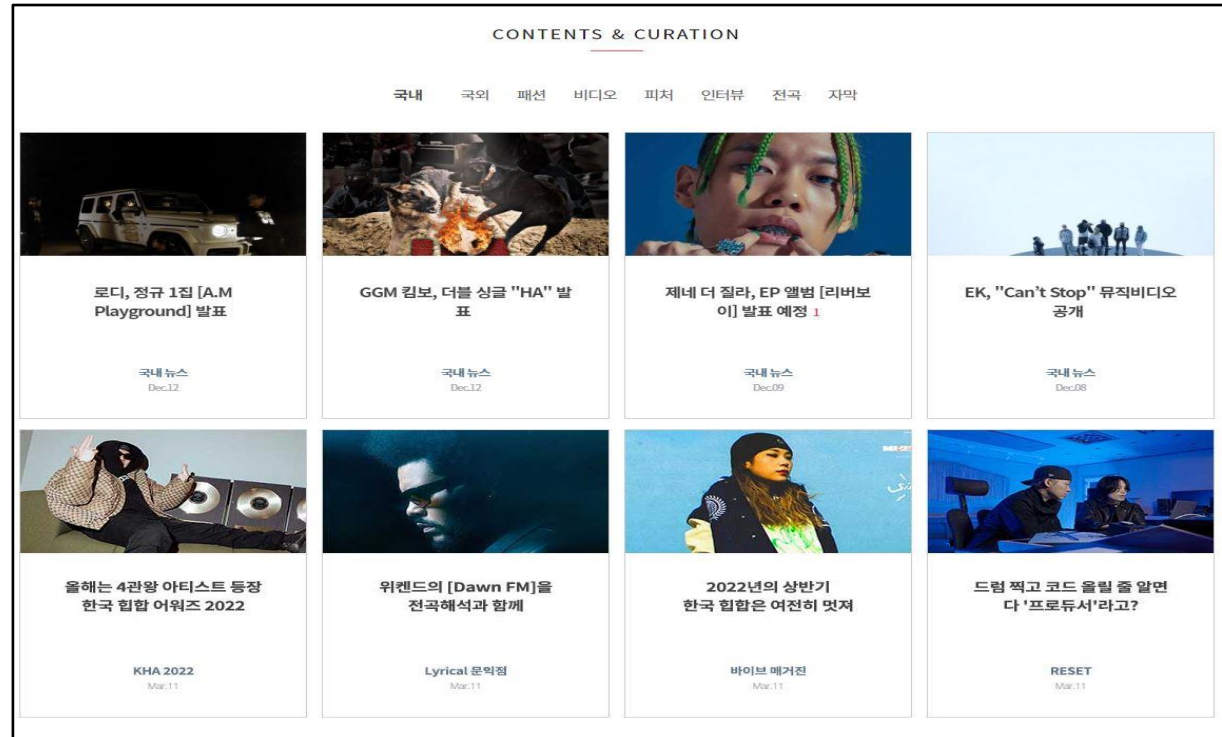 CONTENTS & CURATION
국내 국외 패션 비디오 피처 인터뷰 전곡 자막
로디, 정규 1집 [A.M
Playground] 발표
국내 뉴스
Dec.12
GGM 킴보, 더블 싱글 "HA" 발
표
국내 뉴스
Dec.12
제네 더 질라, EP 앨범 [리버보
이] 발표 예정 1
국내 뉴스
Dec.09
EK, "Can't Stop" 뮤직비디오
공개
국내 뉴스
Dec.08
올해는 4관왕 아티스트 등장
한국 힙합 어워즈 2022
KHA 2022
Mar.11
위켄드의 [Dawn FM]을
전곡해석과 함께
Lyrical 문익점
Mar.11
2022년의 상반기
한국 힙합은 여전히 멋져
바이브 매거진
Mar.11
드럼 찍고 코드 올릴 줄 알면
다 '프로듀서'라고?
RESET
Mar.11